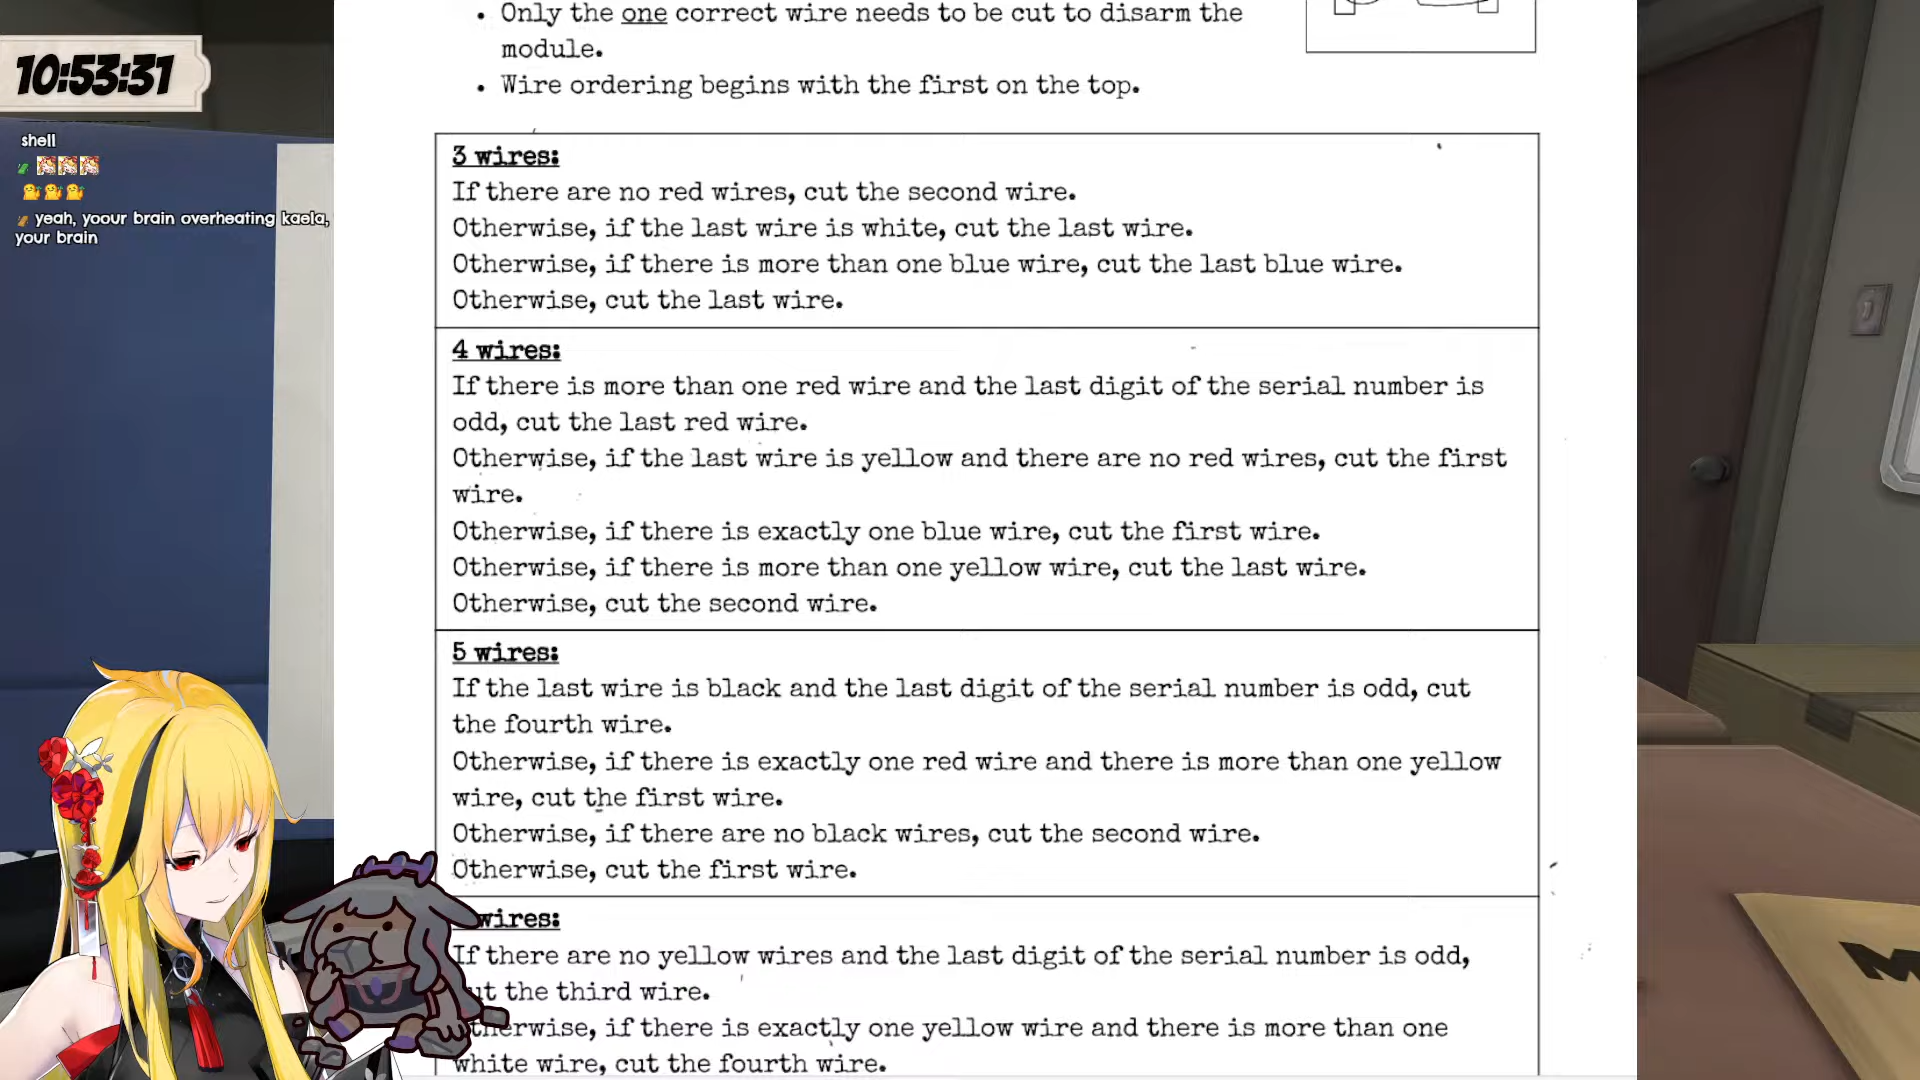 10:53:31
shell
yeah, yoour brain overheating kaela,
your brain
• Only the one correct wire needs to be cut to disarm the
module.
• Wire ordering begins with the first on the top.
3 wires:
If there are no red wires, cut the second wire.
Otherwise, if the last wire is white, cut the last wire.
Otherwise, if there is more than one blue wire, cut the last blue wire.
Otherwise, cut the last wire.
4 wires:
If there is more than one red wire and the last digit of the serial number is
odd, cut the last red wire.
Otherwise, if the last wire is yellow and there are no red wires, cut the first
wire.
Otherwise, if there is exactly one blue wire, cut the first wire.
Otherwise, if there is more than one yellow wire, cut the last wire.
Otherwise, cut the second wire.
5 wires:
If the last wire is black and the last digit of the serial number is odd, cut
the fourth wire.
Otherwise, if there is exactly one red wire and there is more than one yellow
wire, cut the first wire.
Otherwise, if there are no black wires, cut the second wire.
Otherwise, cut the first wire.
wires:
If there are no yellow wires and the last digit of the serial number is odd,
cut the third wire.
Otherwise, if there is exactly one yellow wire and there is more than one
white wire, cut the fourth wire.